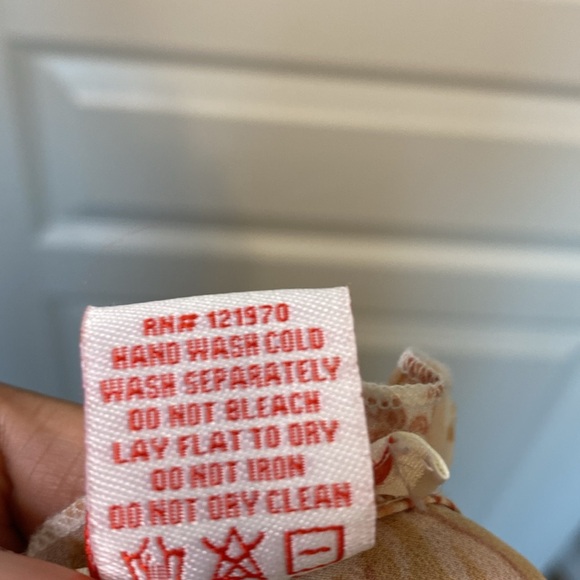 RN# 121970
HAND WASH COLD
WASH SEPARATELY
DO NOT BLEACH
LAY FLAT TO DRY
DO NOT IRON
DO NOT DRY CLEAN